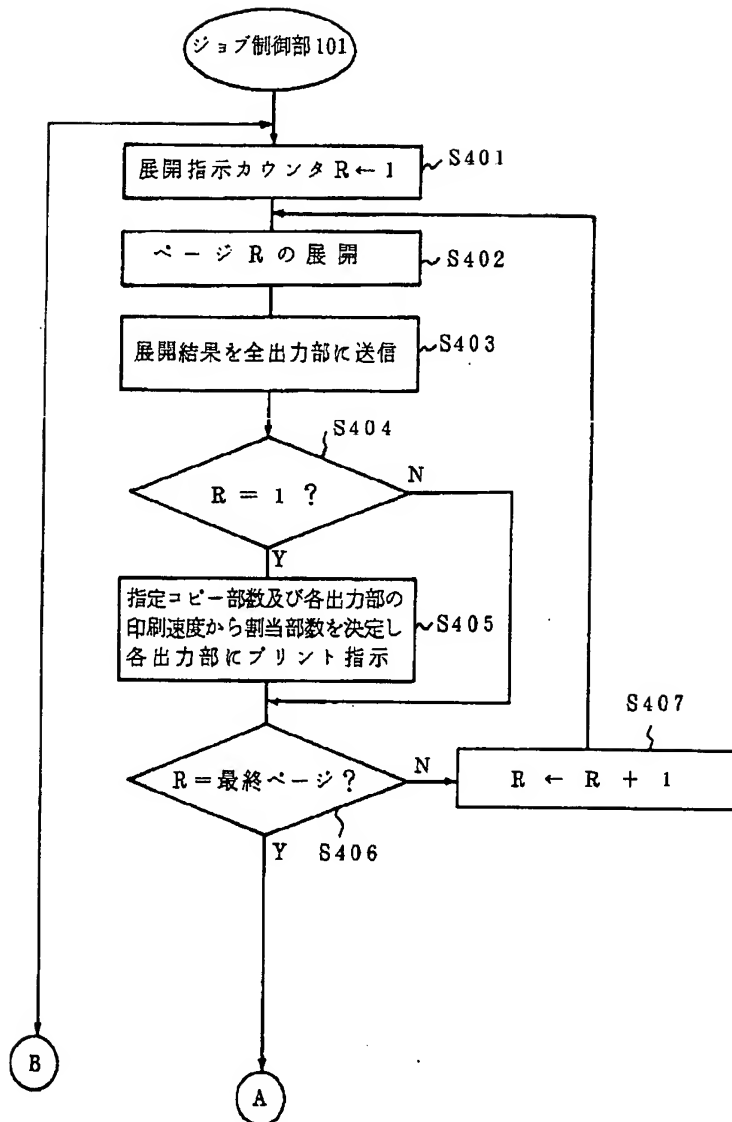 ジョブ制御部101
展開指示カウンタR←1
S401
ページRの展開
S402
展開結果を全出力部に送信
S403
S404
R=1?
N
Y
指定コピー部数及び各出力部の
印刷速度から割当部数を決定し
各出力部にプリント指示
S405
S407
R=最終ページ?
N
R ← R + 1
S406
Y
B
A